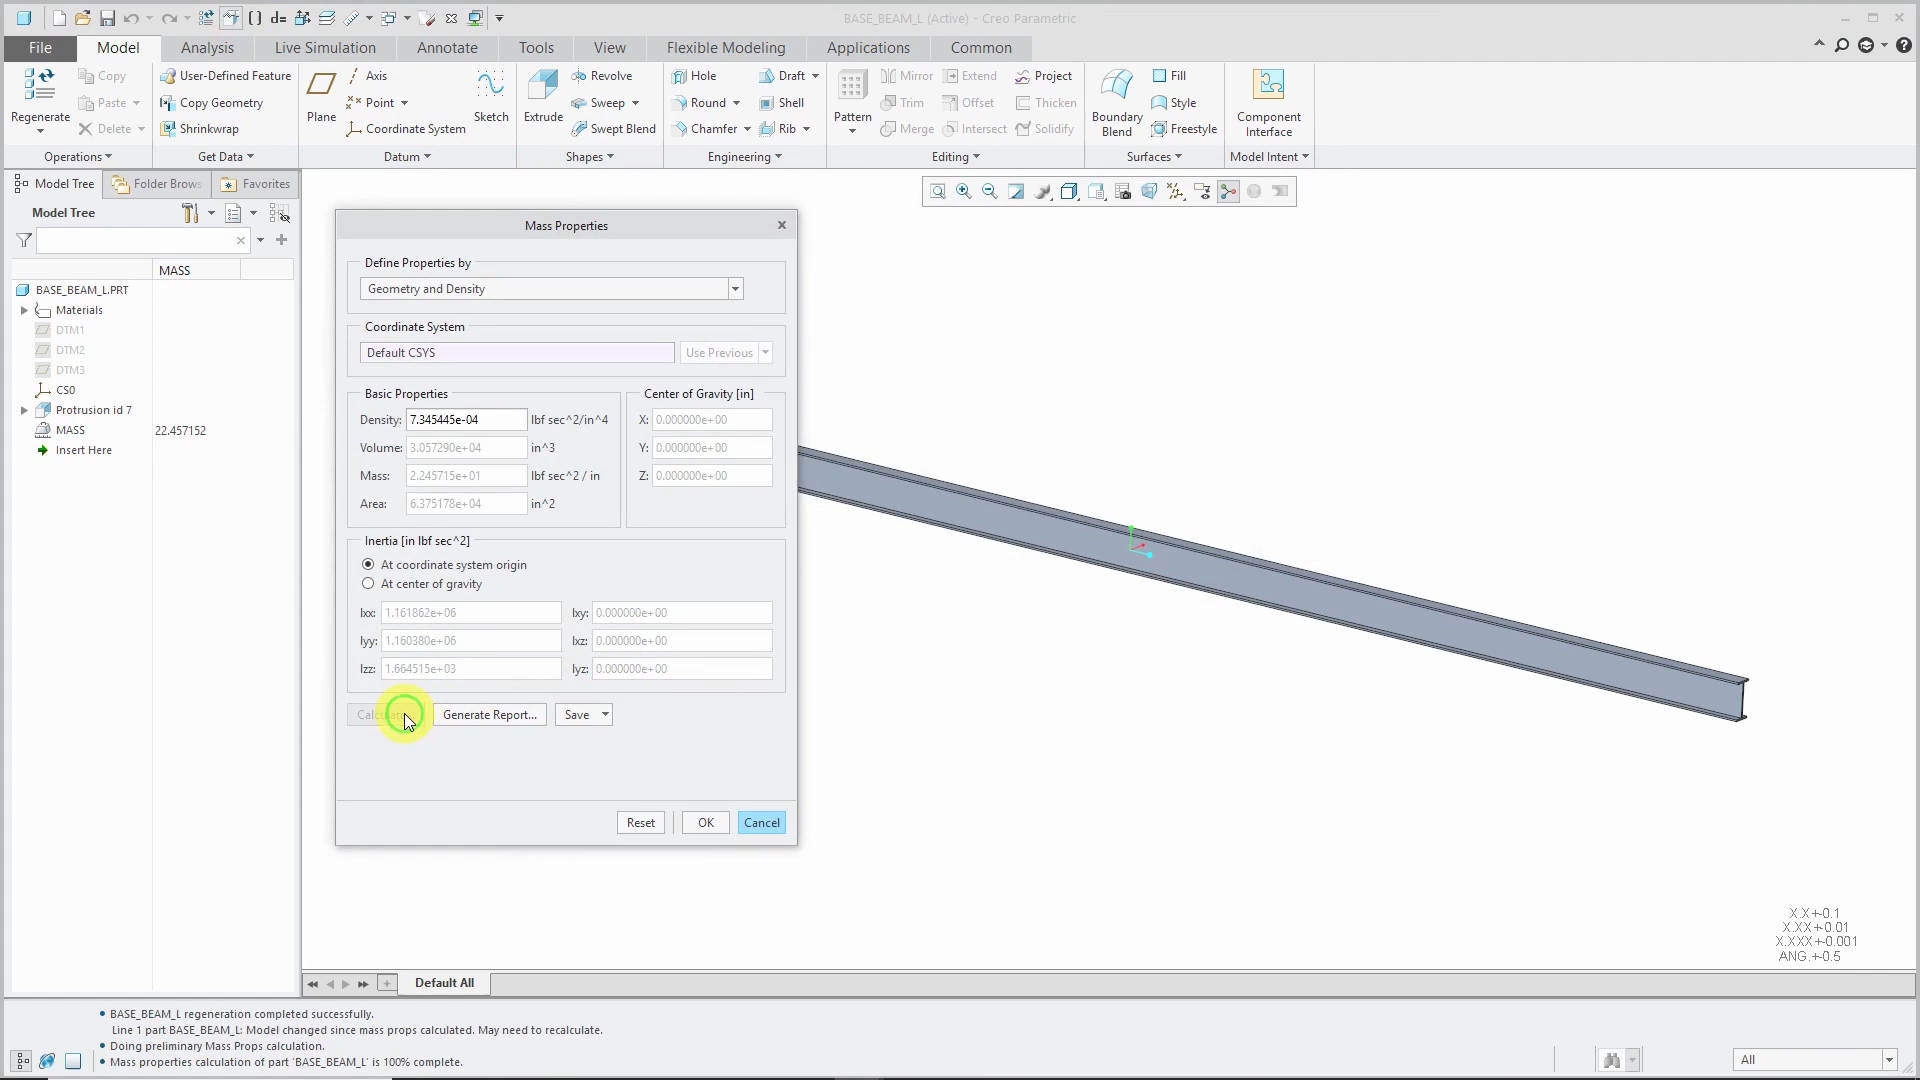 BASE_BEAM_L (Active) - Creo Parametric
File
Model
Analysis
Live Simulation
Annotate
Tools
View
Flexible Modeling
Applications
Common
Regenerate
Copy
Paste
Delete
Operations
User-Defined Feature
Copy Geometry
Shrinkwrap
Get Data
Plane
Axis
Point
Coordinate System
Sketch
Datum
Extrude
Revolve
Sweep
Swept Blend
Shapes
Hole
Round
Chamfer
Draft
Shell
Rib
Engineering
Pattern
Mirror
Trim
Merge
Extend
Offset
Intersect
Project
Thicken
Solidify
Editing
Boundary
Blend
Fill
Style
Freestyle
Surfaces
Component
Interface
Model Intent
Model Tree
Folder Brows
Favorites
Model Tree
MASS
BASE_BEAM_L.PRT
Materials
DTM1
DTM2
DTM3
CS0
Protrusion id 7
MASS 22.457152
Insert Here
Mass Properties
Define Properties by
Geometry and Density
Coordinate System
Default CSYS
Use Previous
Basic Properties
Density: 7.345445e-04 lbf sec^2/in^4
Volume: 3.057290e+04 in^3
Mass: 2.245715e+01 lbf sec^2 / in
Area: 6.375178e+04 in^2
Center of Gravity [in]
X: 0.000000e+00
Y: 0.000000e+00
Z: 0.000000e+00
Inertia [in lbf sec^2]
At coordinate system origin
At center of gravity
Ixx: 1.161862e+06 Ixy: 0.000000e+00
Iyy: 1.160380e+06 Ixz: 0.000000e+00
Izz: 1.664515e+03 Iyz: 0.000000e+00
Generate Report...
Save
Reset
OK
Cancel
X.X+-0.1
X.XX+-0.01
X.XXX+-0.001
ANG.+-0.5
Default All
• BASE_BEAM_L regeneration completed successfully.
Line 1 part BASE_BEAM_L: Model changed since mass props calculated. May need to recalculate.
• Doing preliminary Mass Props calculation.
• Mass properties calculation of part 'BASE_BEAM_L' is 100% complete.
All